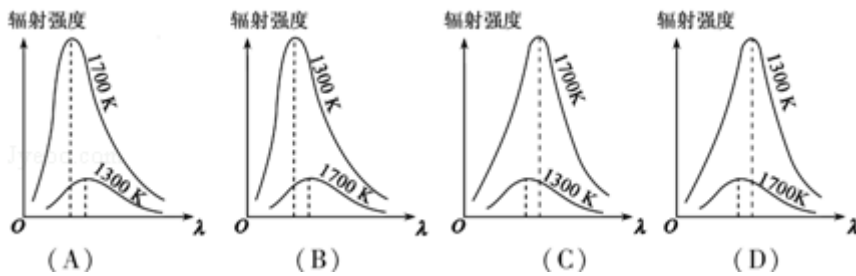 辐射强度 辐射强度 辐射强度 辐射强度
1700 K 1300 K 1700K 1300 K
1300 K 1700 K 1300 K 1700K
O λ O λ O λ O λ
(A) (B) (C) (D)